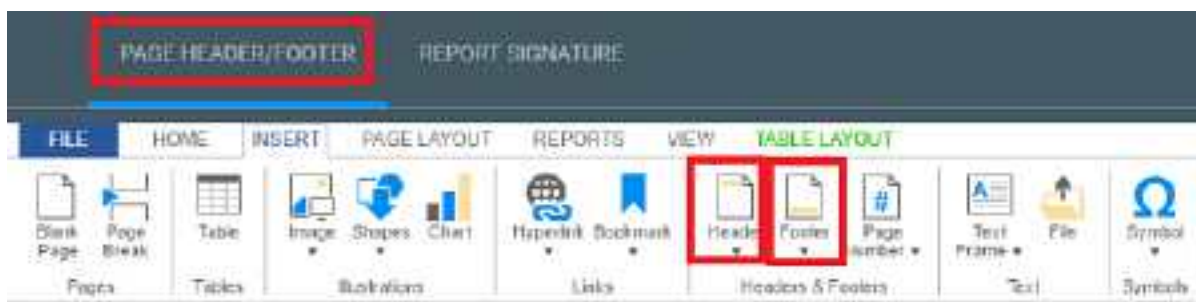 PAGE HEADER/FOOTER REPORT SIGNATURE
FILE HOME INSERT PAGE LAYOUT REPORTS VIEW TABLE LAYOUT
Blank Page Table Image Shapes Chart Hyperlink Bookmark Header Footer Page Text File Symbol
Page Break Number Frame
Pages Tables Illustrations Links Headers & Footers Text Symbols